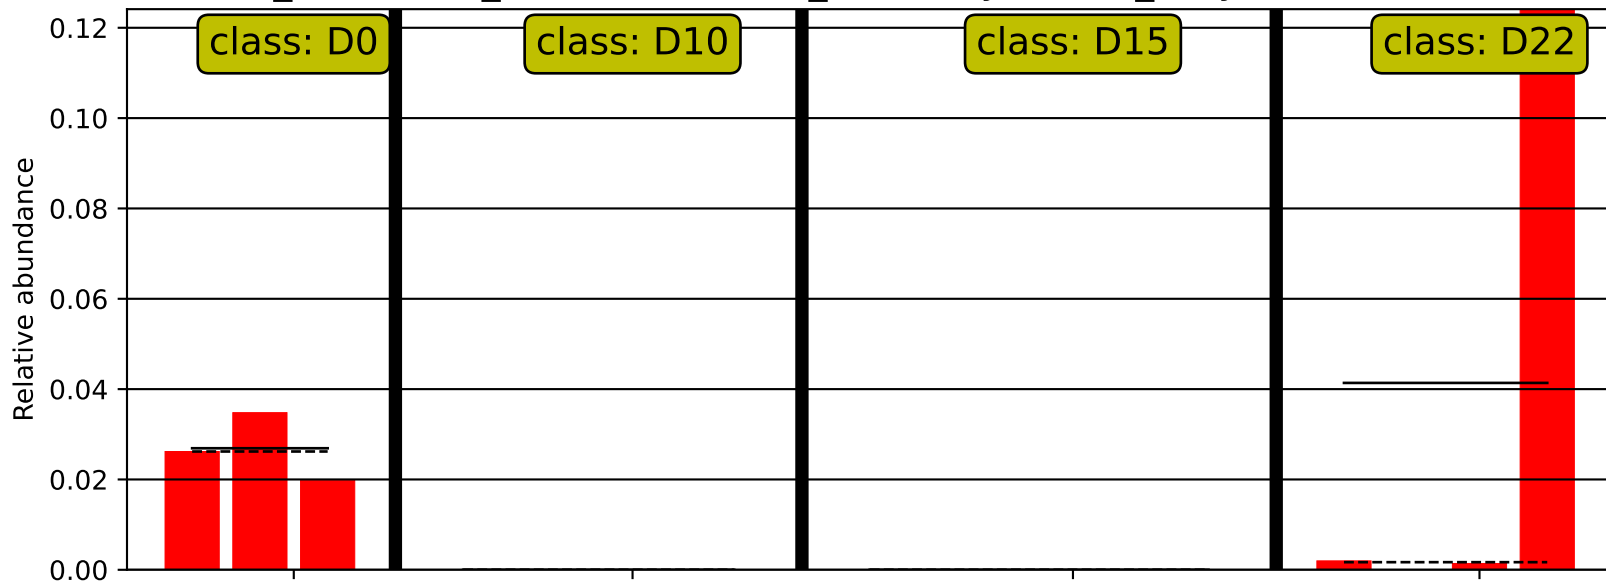 class: D0
class: D10
class: D15
class: D22
Relative abundance
0.12
0.10
0.08
0.06
0.04
0.02
0.00